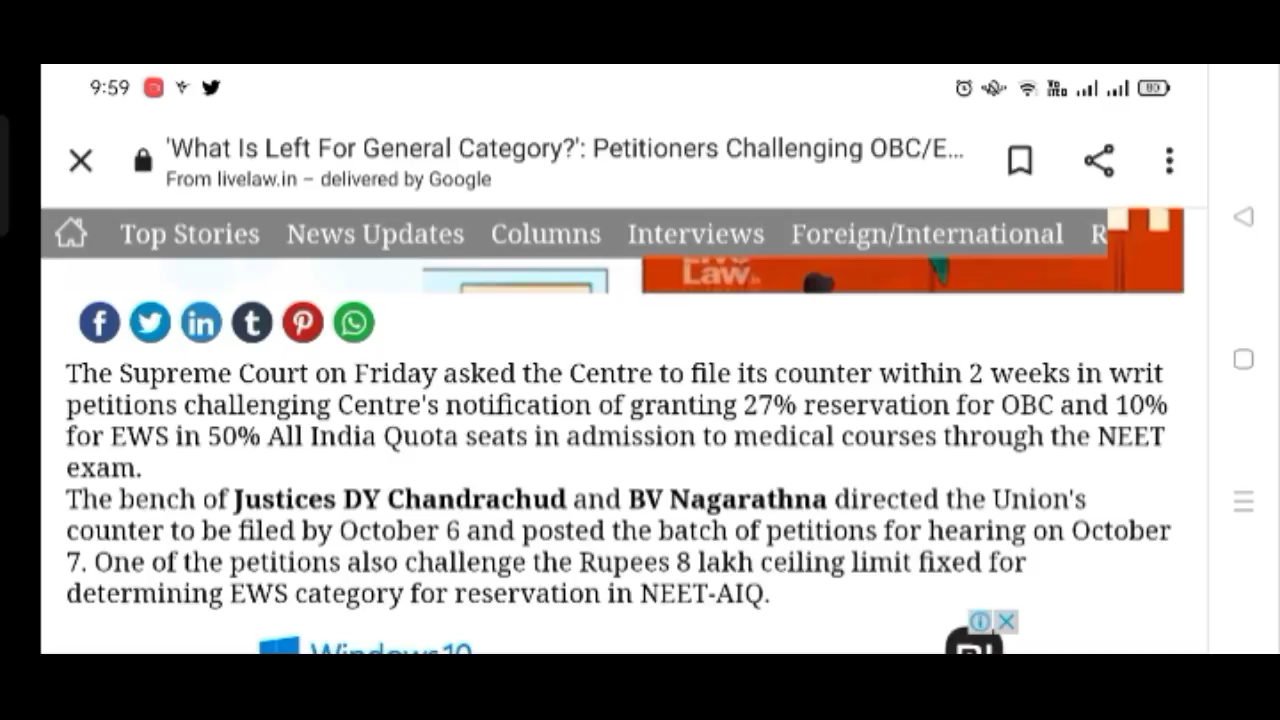 9:59
80
'What Is Left For General Category?': Petitioners Challenging OBC/E...
From livelaw.in – delivered by Google
Top Stories News Updates Columns Interviews Foreign/International R
Law.in
The Supreme Court on Friday asked the Centre to file its counter within 2 weeks in writ
petitions challenging Centre's notification of granting 27% reservation for OBC and 10%
for EWS in 50% All India Quota seats in admission to medical courses through the NEET
exam.
The bench of Justices DY Chandrachud and BV Nagarathna directed the Union's
counter to be filed by October 6 and posted the batch of petitions for hearing on October
7. One of the petitions also challenge the Rupees 8 lakh ceiling limit fixed for
determining EWS category for reservation in NEET-AIQ.
Windows 10